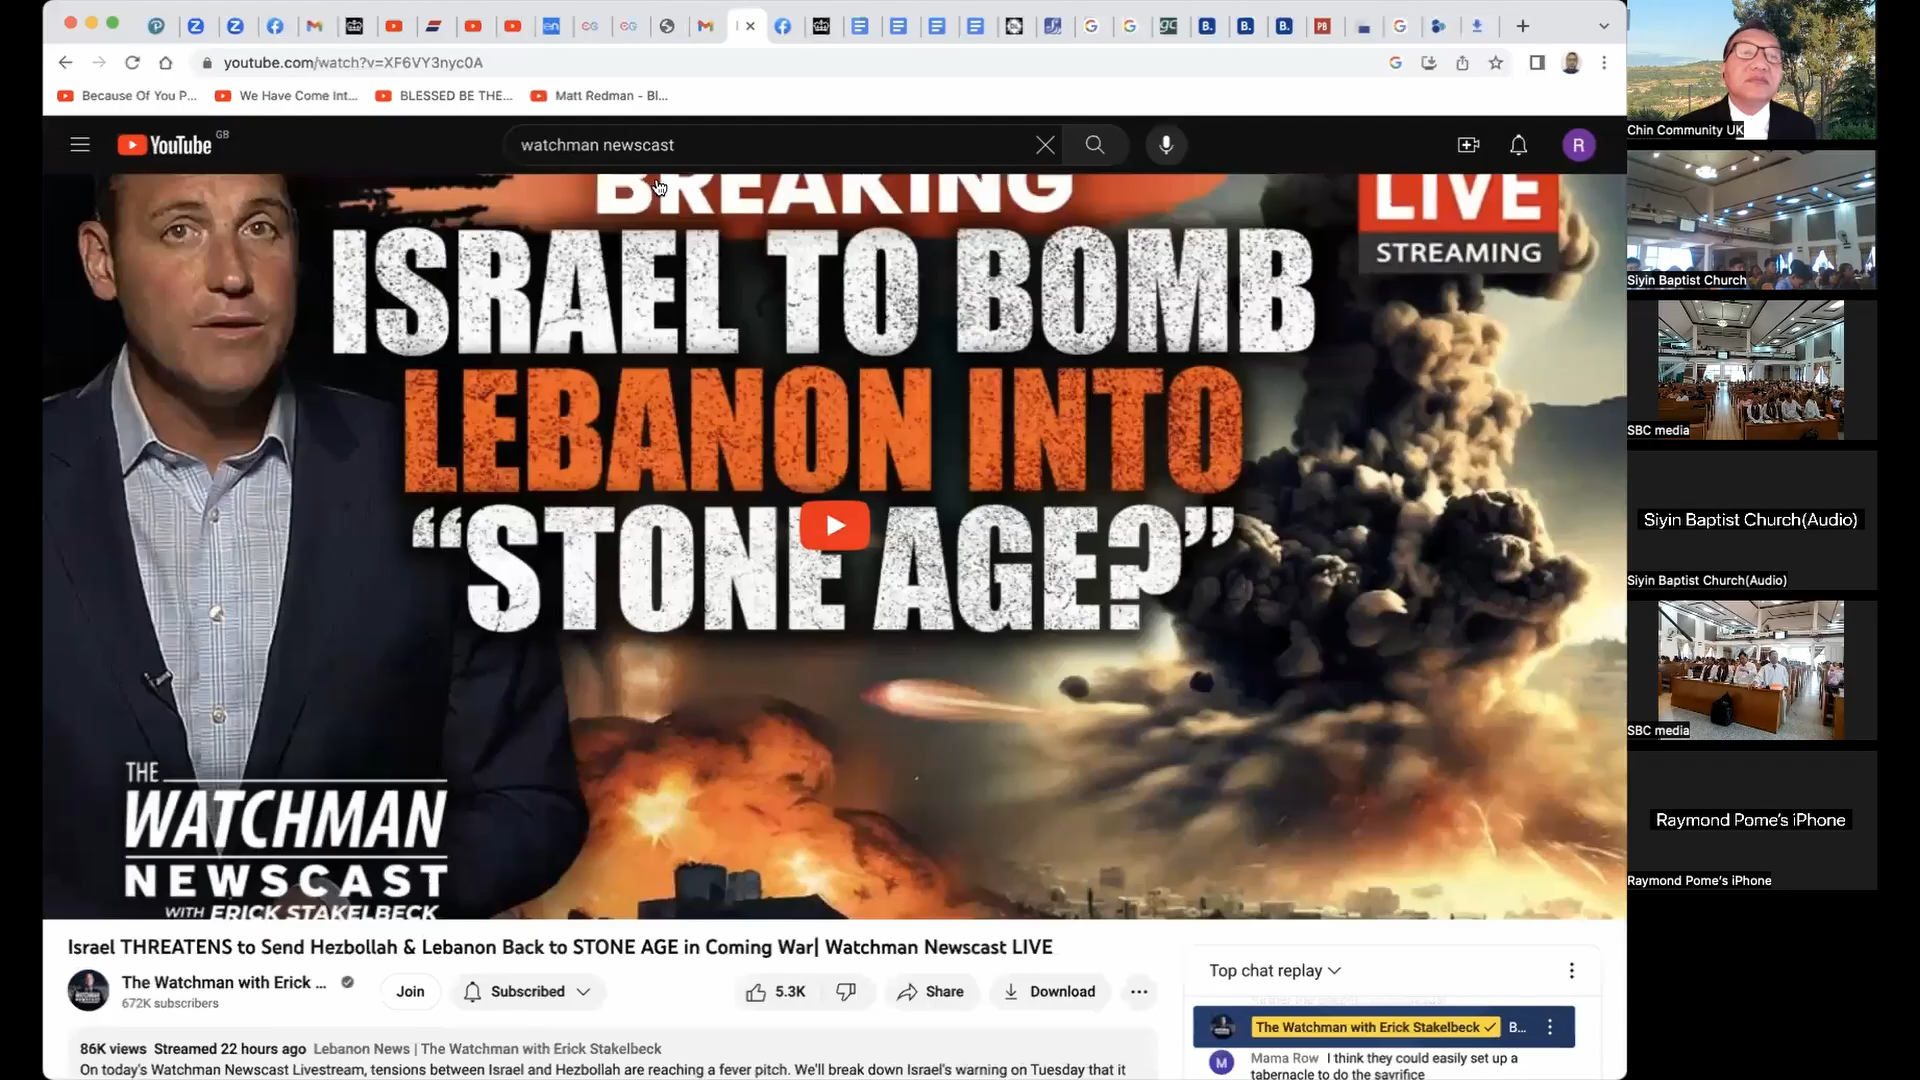 youtube.com/watch?v=XF6VY3nyc0A
Because Of You P...
We Have Come Int...
BLESSED BE THE...
Matt Redman - Bl...
YouTube GB
watchman newscast
R
BREAKING
LIVE
STREAMING
ISRAEL TO BOMB
LEBANON INTO
“STONE AGE?”
THE
WATCHMAN
NEWSCAST
WITH ERICK STAKELBECK
Israel THREATENS to Send Hezbollah & Lebanon Back to STONE AGE in Coming War| Watchman Newscast LIVE
The Watchman with Erick ...
672K subscribers
Join
Subscribed
5.3K
Share
Download
86K views Streamed 22 hours ago Lebanon News | The Watchman with Erick Stakelbeck
On today's Watchman Newscast Livestream, tensions between Israel and Hezbollah are reaching a fever pitch. We'll break down Israel's warning on Tuesday that it
Top chat replay
The Watchman with Erick Stakelbeck B...
M
Mama Row I think they could easily set up a
tabernacle to do the savrifice
Chin Community UK
Siyin Baptist Church
SBC media
Siyin Baptist Church(Audio)
Siyin Baptist Church(Audio)
SBC media
Raymond Pome's iPhone
Raymond Pome's iPhone